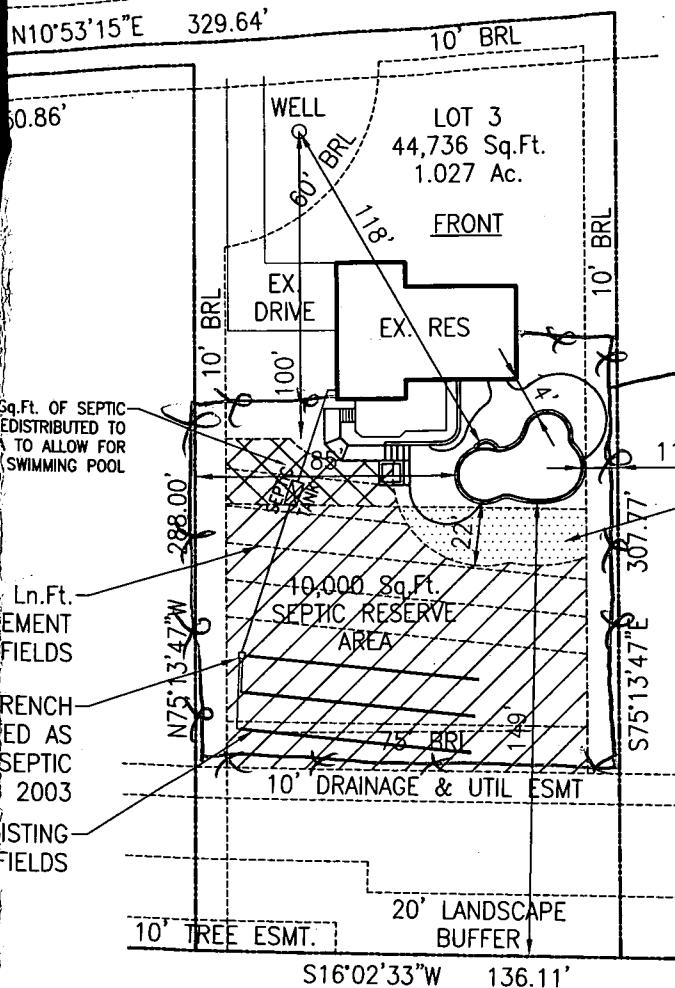 N10°53'15"E 329.64'
10' BRL
WELL
LOT 3
44,736 Sq.Ft.
1.027 Ac.
FRONT
60' BRL
118'
10' BRL
10' BRL
EX.
DRIVE
EX. RES
100'
4'
Sq.Ft. OF SEPTIC
EDISTRIBUTED TO
TO ALLOW FOR
SWIMMING POOL
SEPTIC
TANK
288.00'
N75°13'47"W
11
22'
307.77'
S75°13'47"E
Ln.Ft.
EMENT
FIELDS
10,000 Sq.Ft.
SEPTIC RESERVE
AREA
RENCH
ED AS
SEPTIC
2003
149'
75' BRL
10' DRAINAGE & UTIL ESMT
ISTING
FIELDS
20' LANDSCAPE
BUFFER
10' TREE ESMT.
S16°02'33"W 136.11'